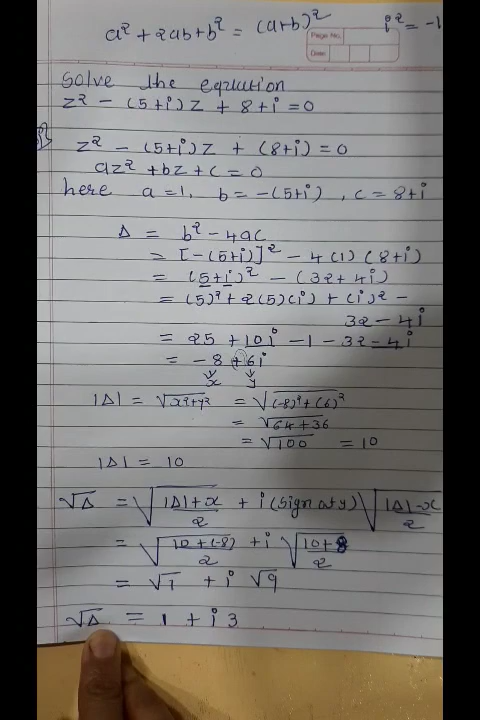 a² + 2ab + b² = (a+b)²   i² = -1
Page No.
Date:
Solve the equation
z² - (5+i)z + 8+i = 0
z² - (5+i)z + (8+i) = 0
az² + bz + c = 0
here a = 1, b = -(5+i), c = 8+i
Δ = b² - 4ac
= [-(5+i)]² - 4(1)(8+i)
= (5+i)² - (32+4i)
= (5)² + 2(5)(i) + (i)² -
32 - 4i
= 25 + 10i - 1 - 32 - 4i
= -8 + 6i
x y
|Δ| = √x²+y² = √(-8)²+(6)²
= √64+36
= √100 = 10
|Δ| = 10
√Δ = √|Δ|+x/2 + i(sign of y) √|Δ|-x/2
= √10+(-8)/2 + i √10+8/2
= √1 + i √9
√Δ = 1 + i3